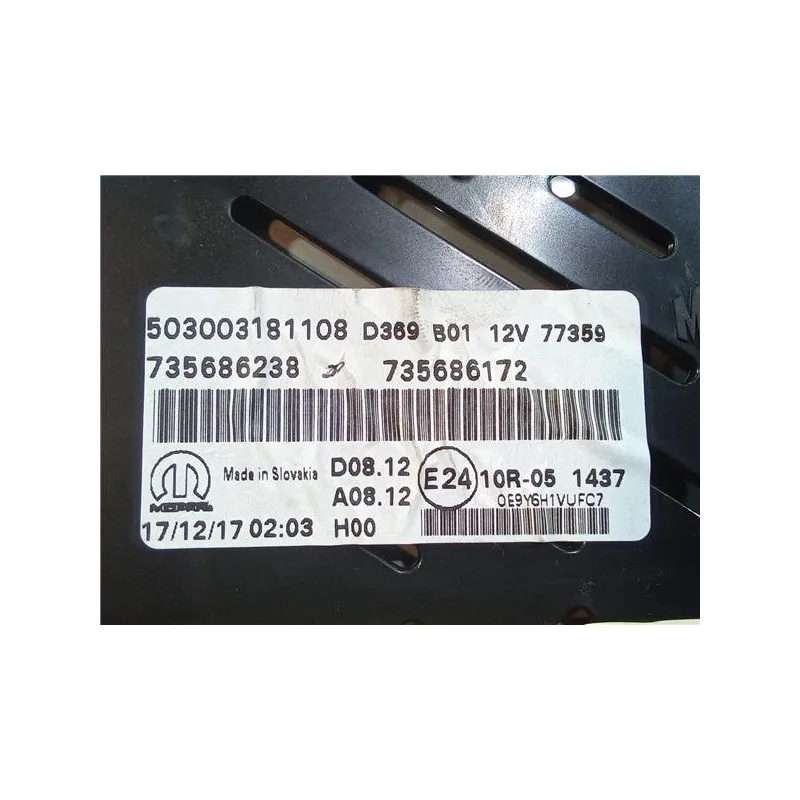 503003181108 D369 B01 12V 77359
735686238 735686172
MOPAR Made in Slovakia D08.12 E24 10R-05 1437
A08.12 0E9Y6H1VUFC7
17/12/17 02:03 H00